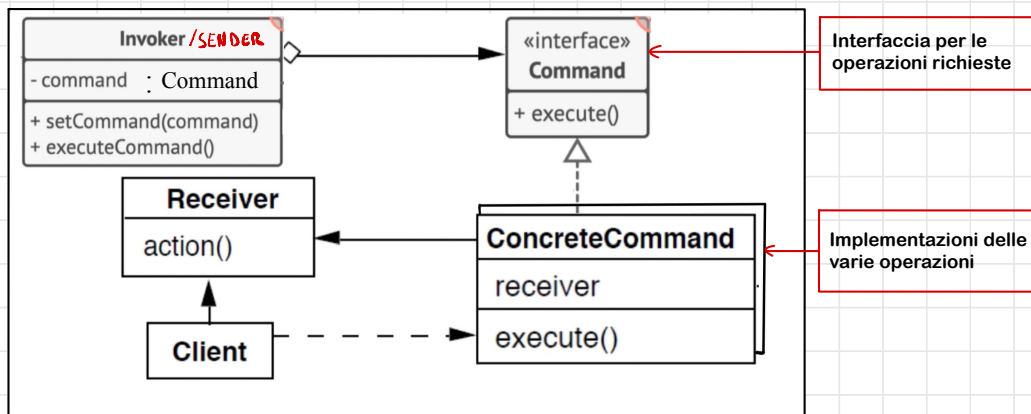 Invoker/SENDER
- command : Command
+ setCommand(command)
+ executeCommand()
«interface»
Command
+ execute()
Interfaccia per le
operazioni richieste
Receiver
action()
ConcreteCommand
receiver
execute()
Implementazioni delle
varie operazioni
Client